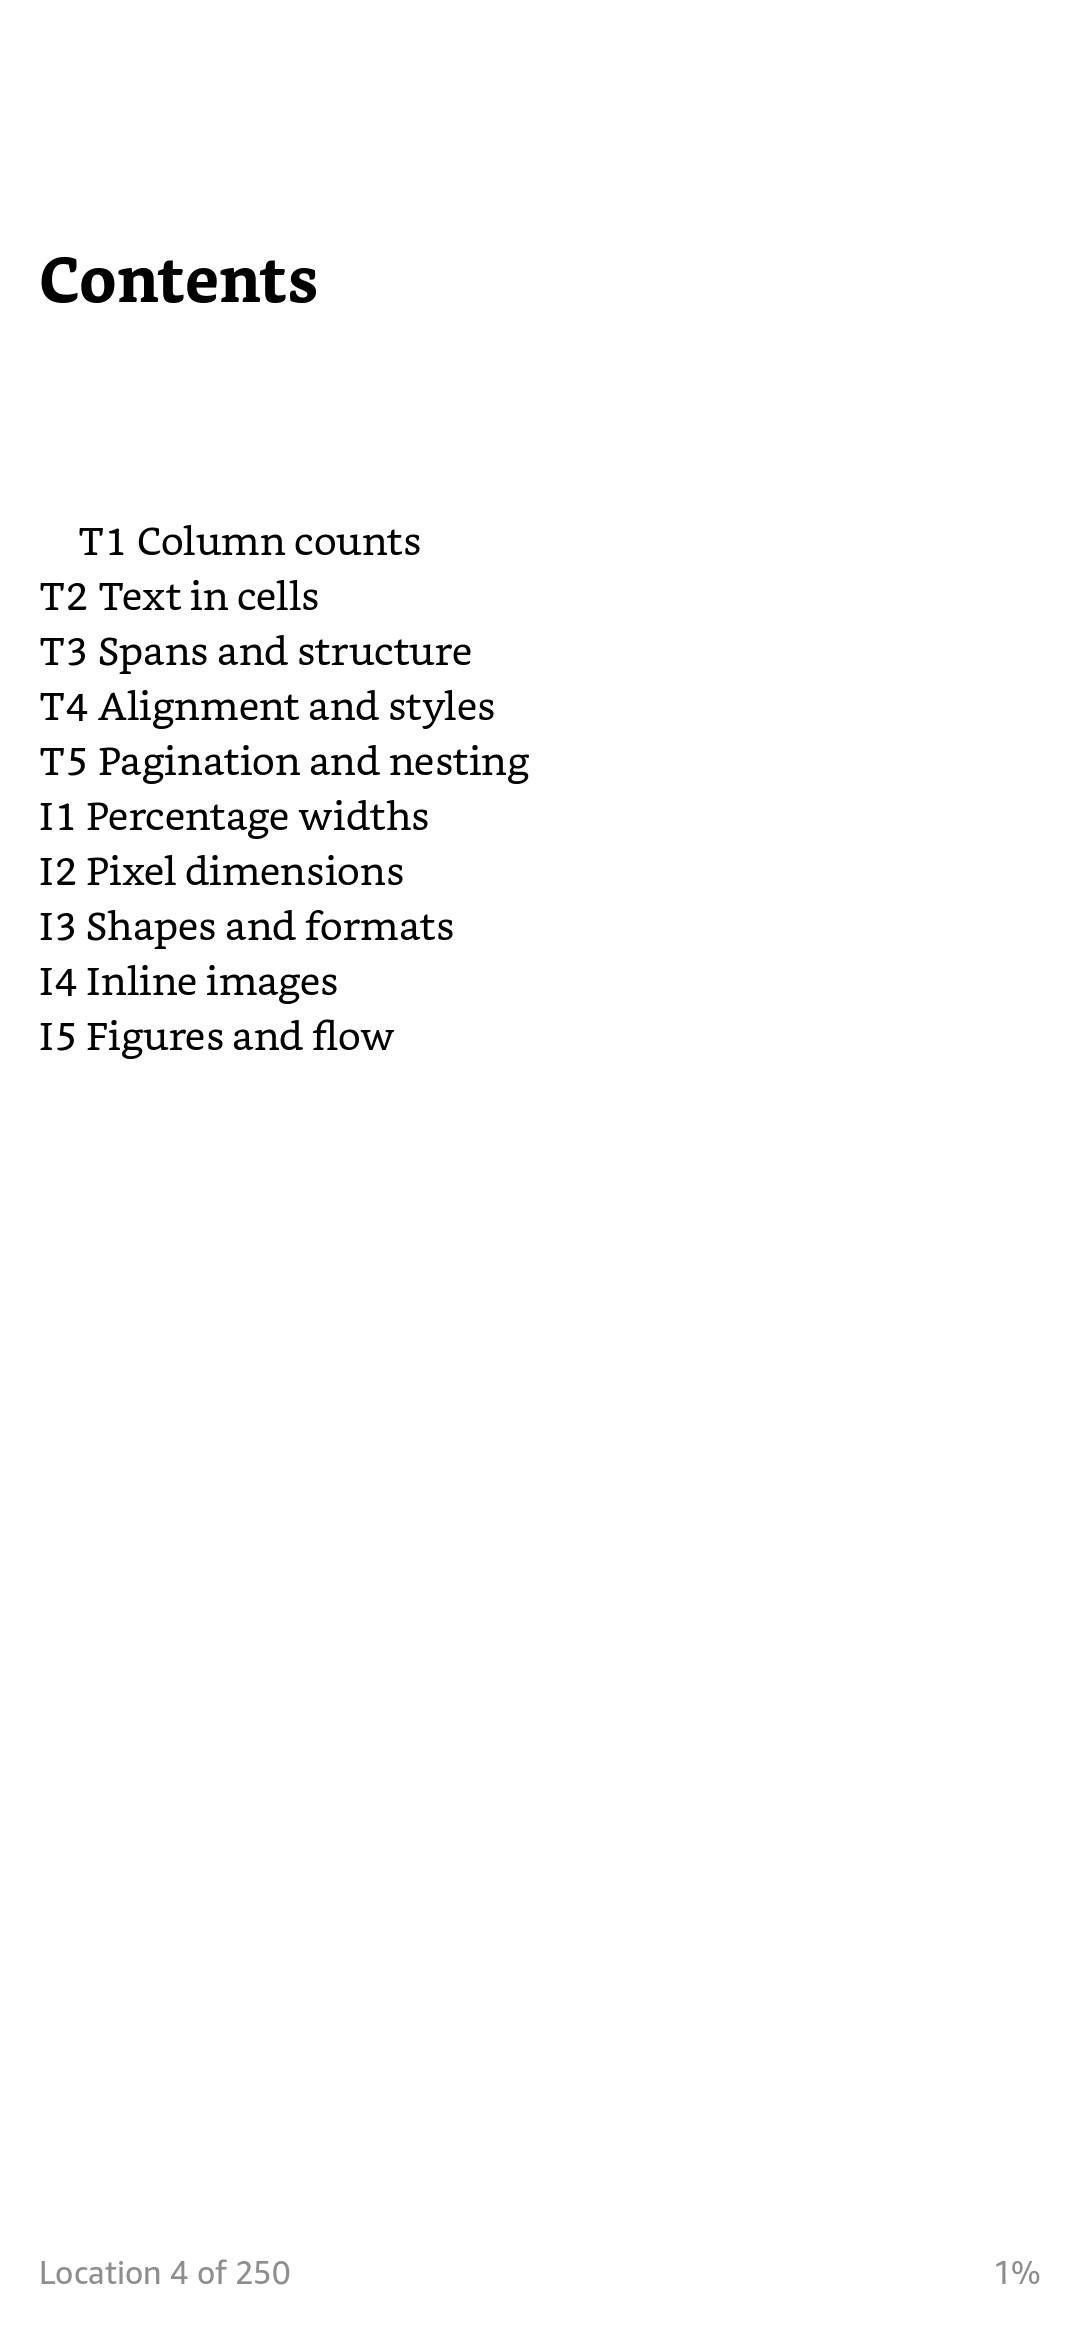 Contents
T1 Column counts
T2 Text in cells
T3 Spans and structure
T4 Alignment and styles
T5 Pagination and nesting
I1 Percentage widths
I2 Pixel dimensions
I3 Shapes and formats
I4 Inline images
I5 Figures and flow
Location 4 of 250
1%